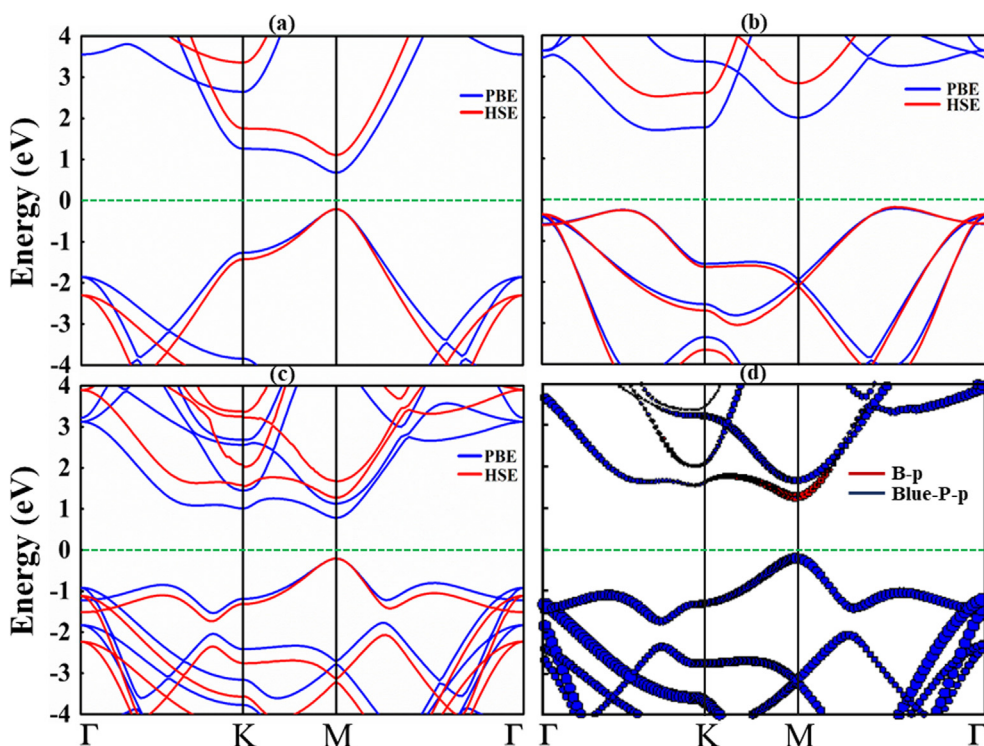 (a)
(b)
4
3
2
1
0
-1
-2
-3
-4
Energy (eV)
PBE
HSE
PBE
HSE
(c)
(d)
4
3
2
1
0
-1
-2
-3
-4
Energy (eV)
PBE
HSE
B-p
Blue-P-p
Γ K M Γ
Γ K M Γ